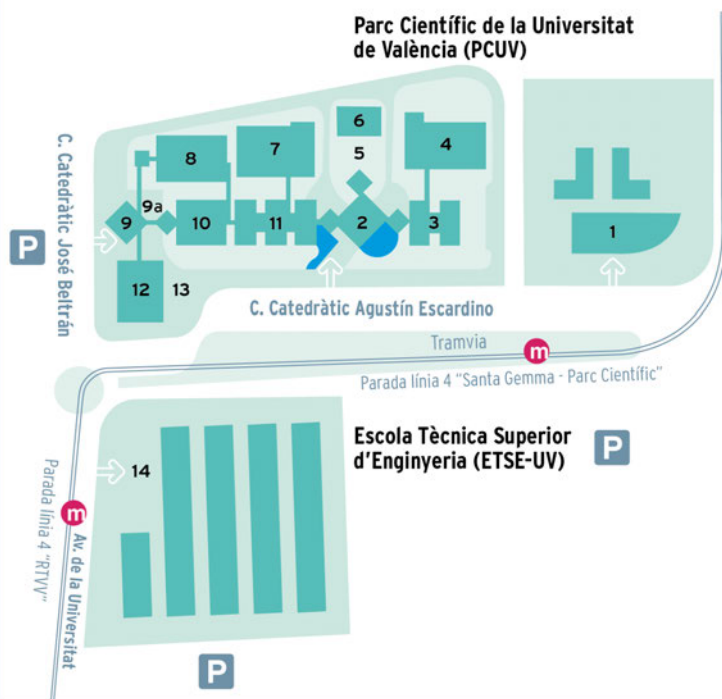 Parc Científic de la Universitat
de València (PCUV)
6
5
4
7
8
9a
9
10
11
2
3
1
12
13
P
C. Catedràtic José Beltrán
C. Catedràtic Agustín Escardino
Tramvia
m
Parada línia 4 "Santa Gemma - Parc Científic"
Escola Tècnica Superior
d'Enginyeria (ETSE-UV)
P
14
m
Parada línia 4 "RTVV"
Av. de la Universitat
P